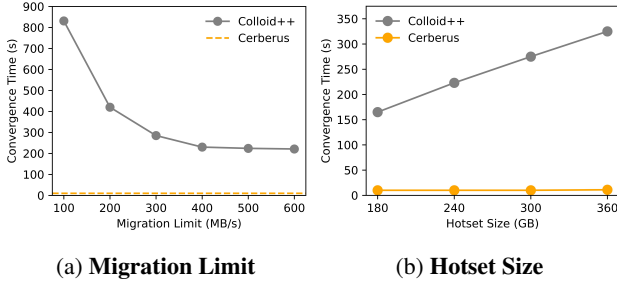 900
800
700
600
500
400
300
200
100
0
Convergence Time (s)
Colloid++
Cerberus
100 200 300 400 500 600
Migration Limit (MB/s)
(a) Migration Limit
350
300
250
200
150
100
50
0
Convergence Time (s)
Colloid++
Cerberus
180 240 300 360
Hotset Size (GB)
(b) Hotset Size